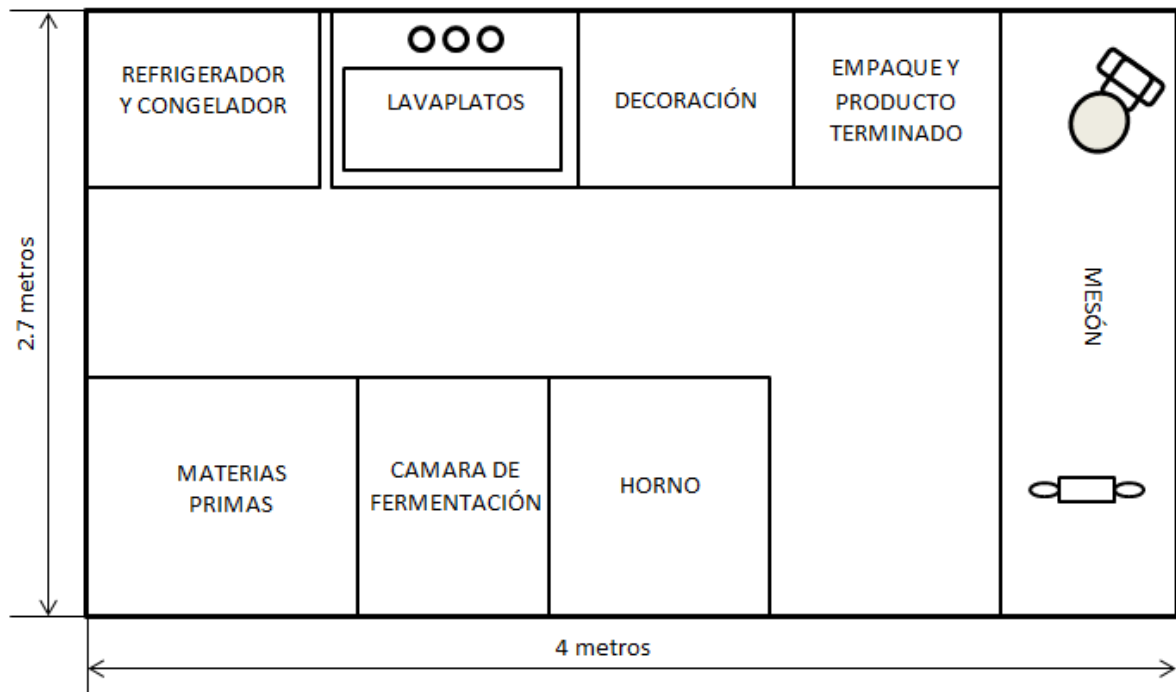 REFRIGERADOR
Y CONGELADOR
LAVAPLATOS
DECORACIÓN
EMPAQUE Y
PRODUCTO
TERMINADO
2.7 metros
MESÓN
MATERIAS
PRIMAS
CAMARA DE
FERMENTACIÓN
HORNO
4 metros